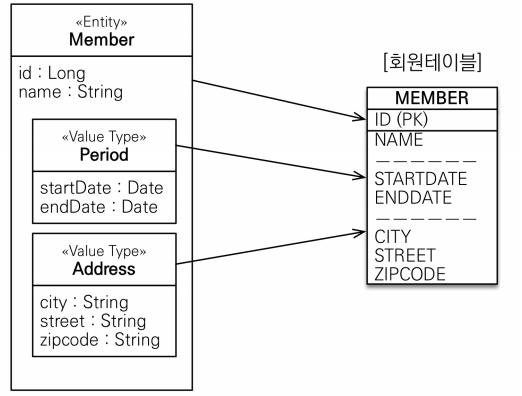 «Entity»
Member
id : Long
name : String
«Value Type»
Period
startDate : Date
endDate : Date
«Value Type»
Address
city : String
street : String
zipcode : String
[회원테이블]
MEMBER
ID (PK)
NAME
STARTDATE
ENDDATE
CITY
STREET
ZIPCODE